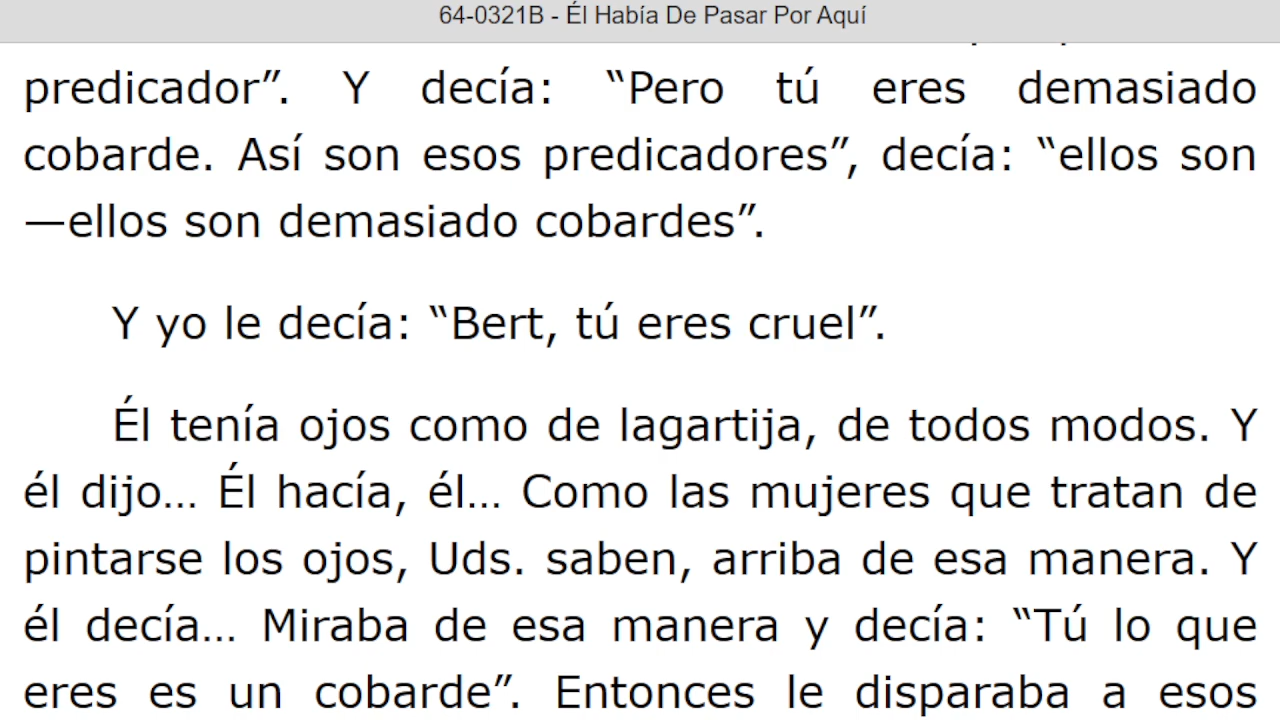 64-0321B - Él Había De Pasar Por Aquí
predicador”. Y decía: “Pero tú eres demasiado
cobarde. Así son esos predicadores”, decía: “ellos son
—ellos son demasiado cobardes”.
Y yo le decía: “Bert, tú eres cruel”.
Él tenía ojos como de lagartija, de todos modos. Y
él dijo… Él hacía, él… Como las mujeres que tratan de
pintarse los ojos, Uds. saben, arriba de esa manera. Y
él decía… Miraba de esa manera y decía: “Tú lo que
eres es un cobarde”. Entonces le disparaba a esos